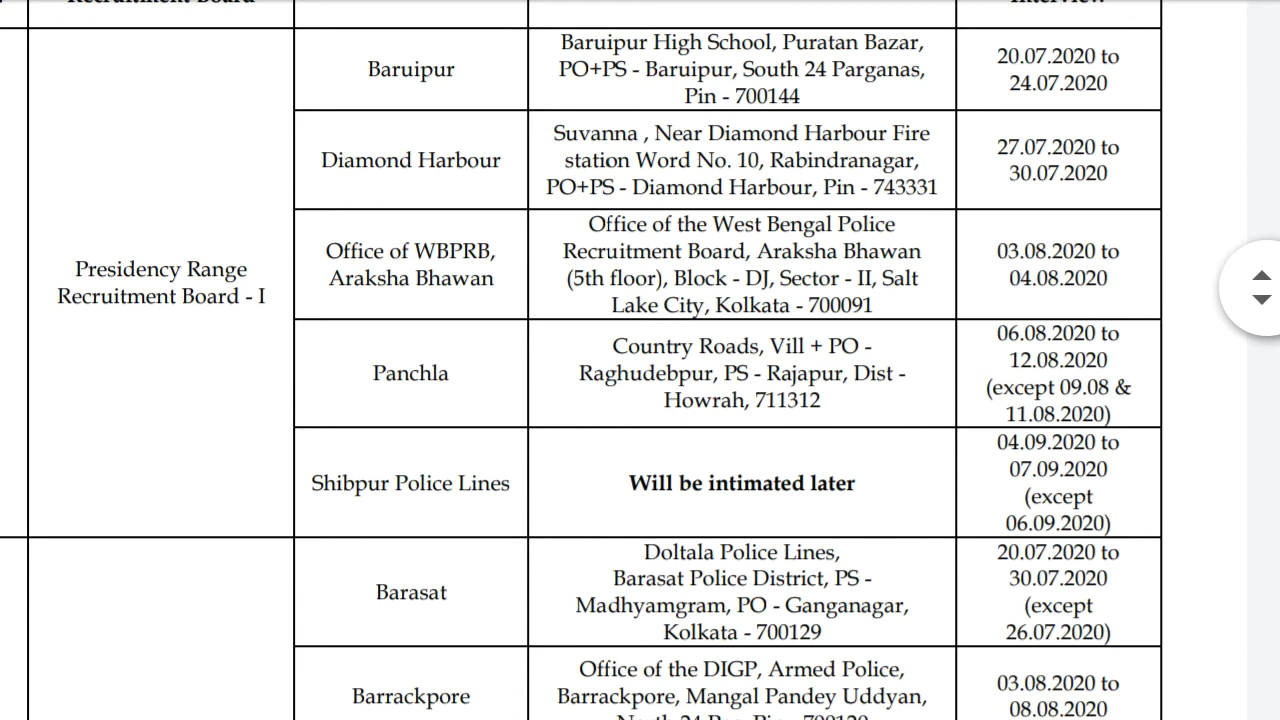 Recruitment Board
Interview
Presidency Range
Recruitment Board - I
Baruipur
Baruipur High School, Puratan Bazar,
PO+PS - Baruipur, South 24 Parganas,
Pin - 700144
20.07.2020 to
24.07.2020
Diamond Harbour
Suvanna , Near Diamond Harbour Fire
station Word No. 10, Rabindranagar,
PO+PS - Diamond Harbour, Pin - 743331
27.07.2020 to
30.07.2020
Office of WBPRB,
Araksha Bhawan
Office of the West Bengal Police
Recruitment Board, Araksha Bhawan
(5th floor), Block - DJ, Sector - II, Salt
Lake City, Kolkata - 700091
03.08.2020 to
04.08.2020
Panchla
Country Roads, Vill + PO -
Raghudebpur, PS - Rajapur, Dist -
Howrah, 711312
06.08.2020 to
12.08.2020
(except 09.08 &
11.08.2020)
Shibpur Police Lines
Will be intimated later
04.09.2020 to
07.09.2020
(except
06.09.2020)
Barasat
Doltala Police Lines,
Barasat Police District, PS -
Madhyamgram, PO - Ganganagar,
Kolkata - 700129
20.07.2020 to
30.07.2020
(except
26.07.2020)
Barrackpore
Office of the DIGP, Armed Police,
Barrackpore, Mangal Pandey Uddyan,
03.08.2020 to
08.08.2020